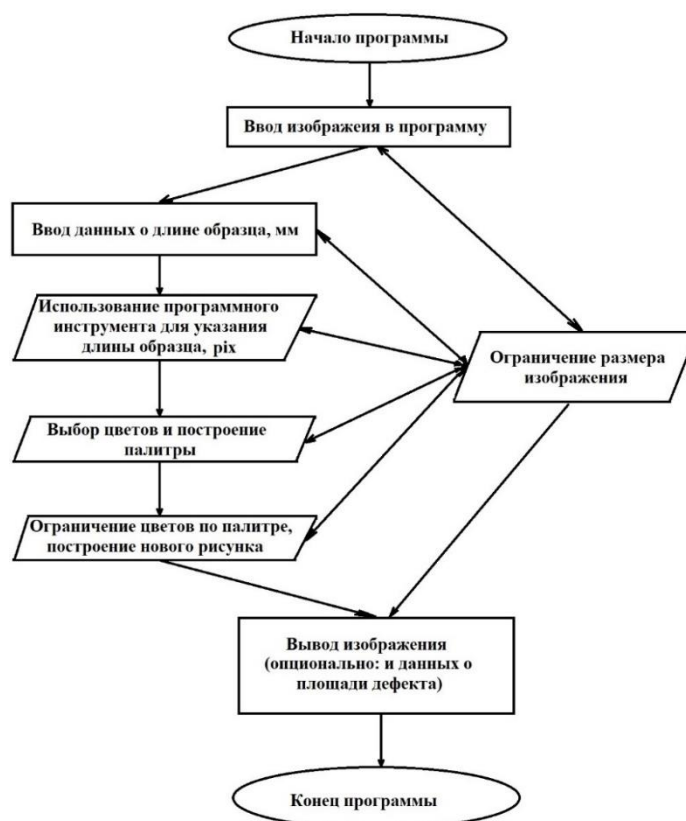 Начало программы
Ввод изображеия в программу
Ввод данных о длине образца, мм
Использование программного
инструмента для указания
длины образца, pix
Ограничение размера
изображения
Выбор цветов и построение
палитры
Ограничение цветов по палитре,
построение нового рисунка
Вывод изображения
(опционально: и данных о
площади дефекта)
Конец программы